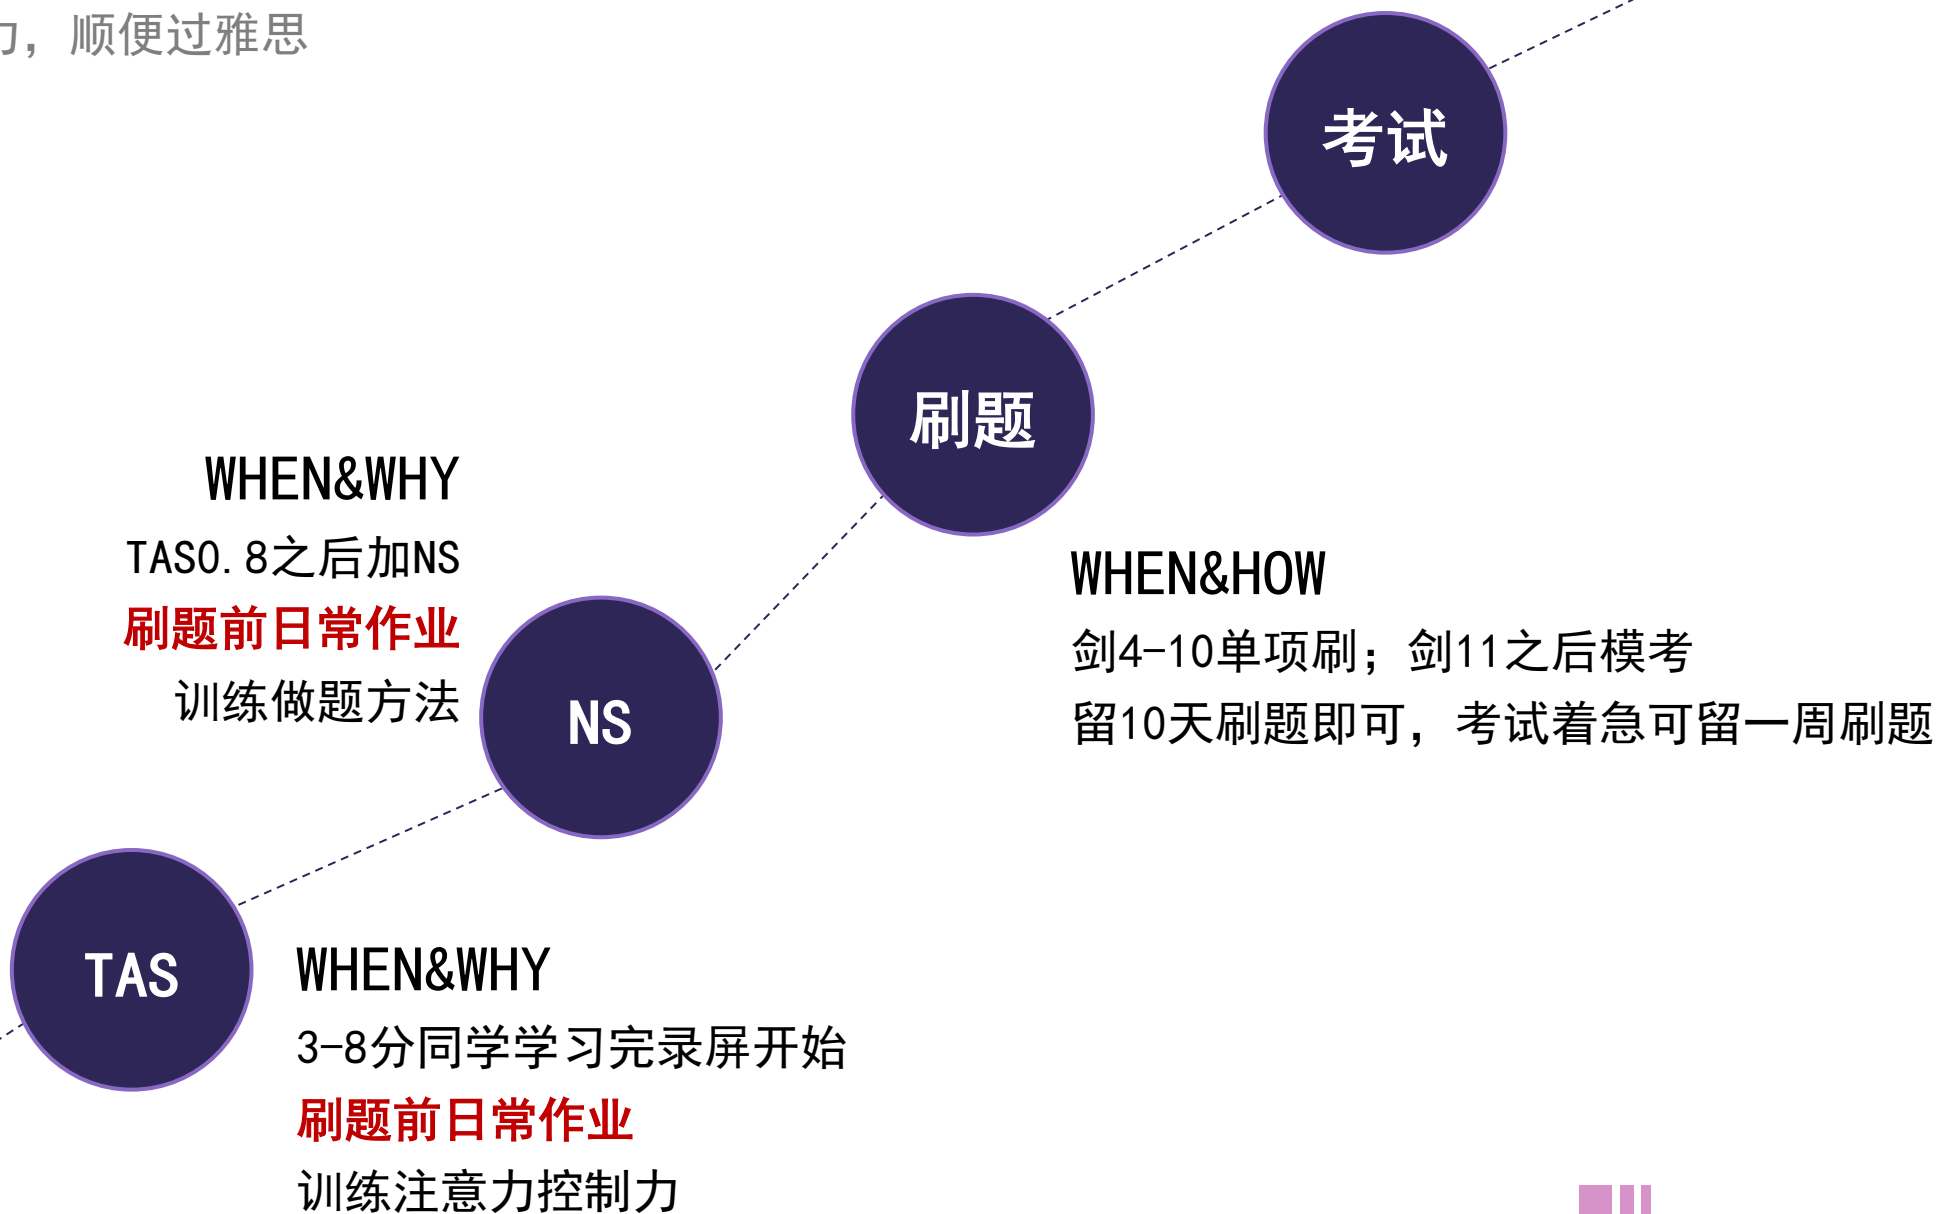 ，顺便过雅思
考试
刷题
WHEN&WHY
TAS0.8之后加NS
刷题前日常作业
训练做题方法
NS
WHEN&HOW
剑4-10单项刷；剑11之后模考
留10天刷题即可，考试着急可留一周刷题
TAS
WHEN&WHY
3-8分同学学习完录屏开始
刷题前日常作业
训练注意力控制力